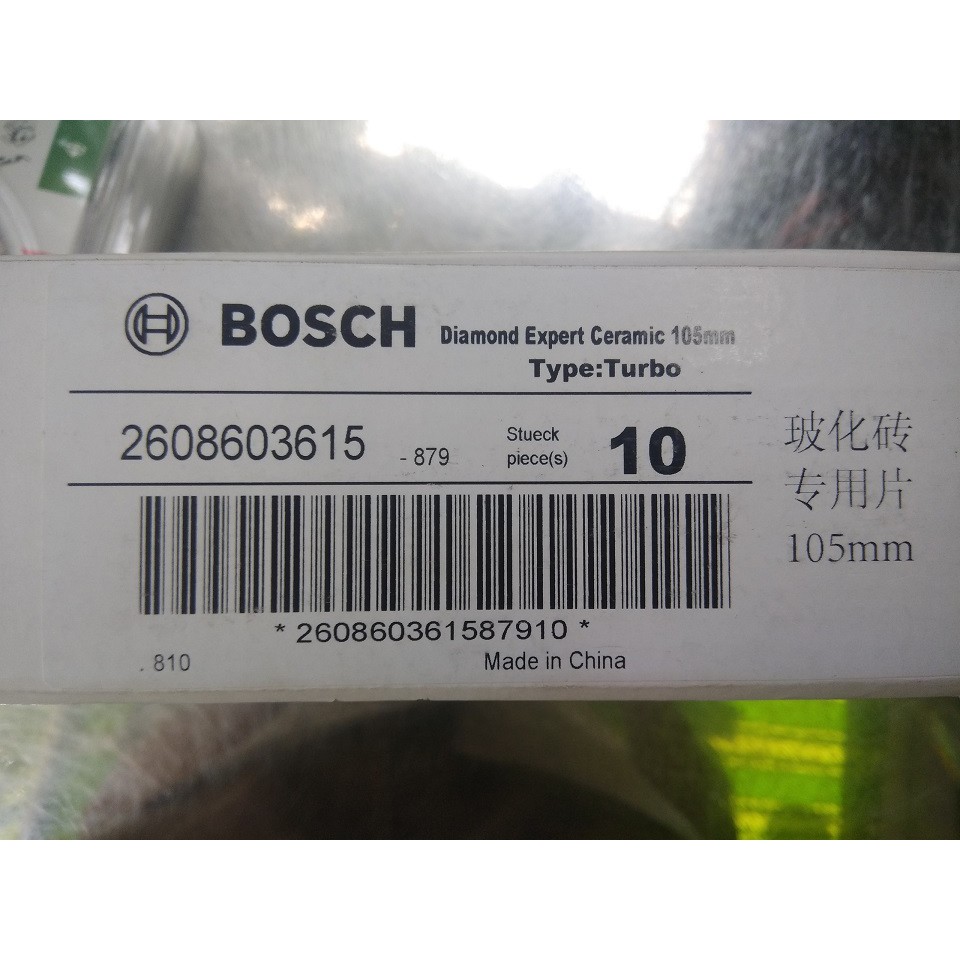 BOSCH Diamond Expert Ceramic 105mm
Type:Turbo
2608603615 - 879
Stueck
piece(s)
10
玻化砖
专用片
105mm
* 260860361587910 *
. 810 Made in China